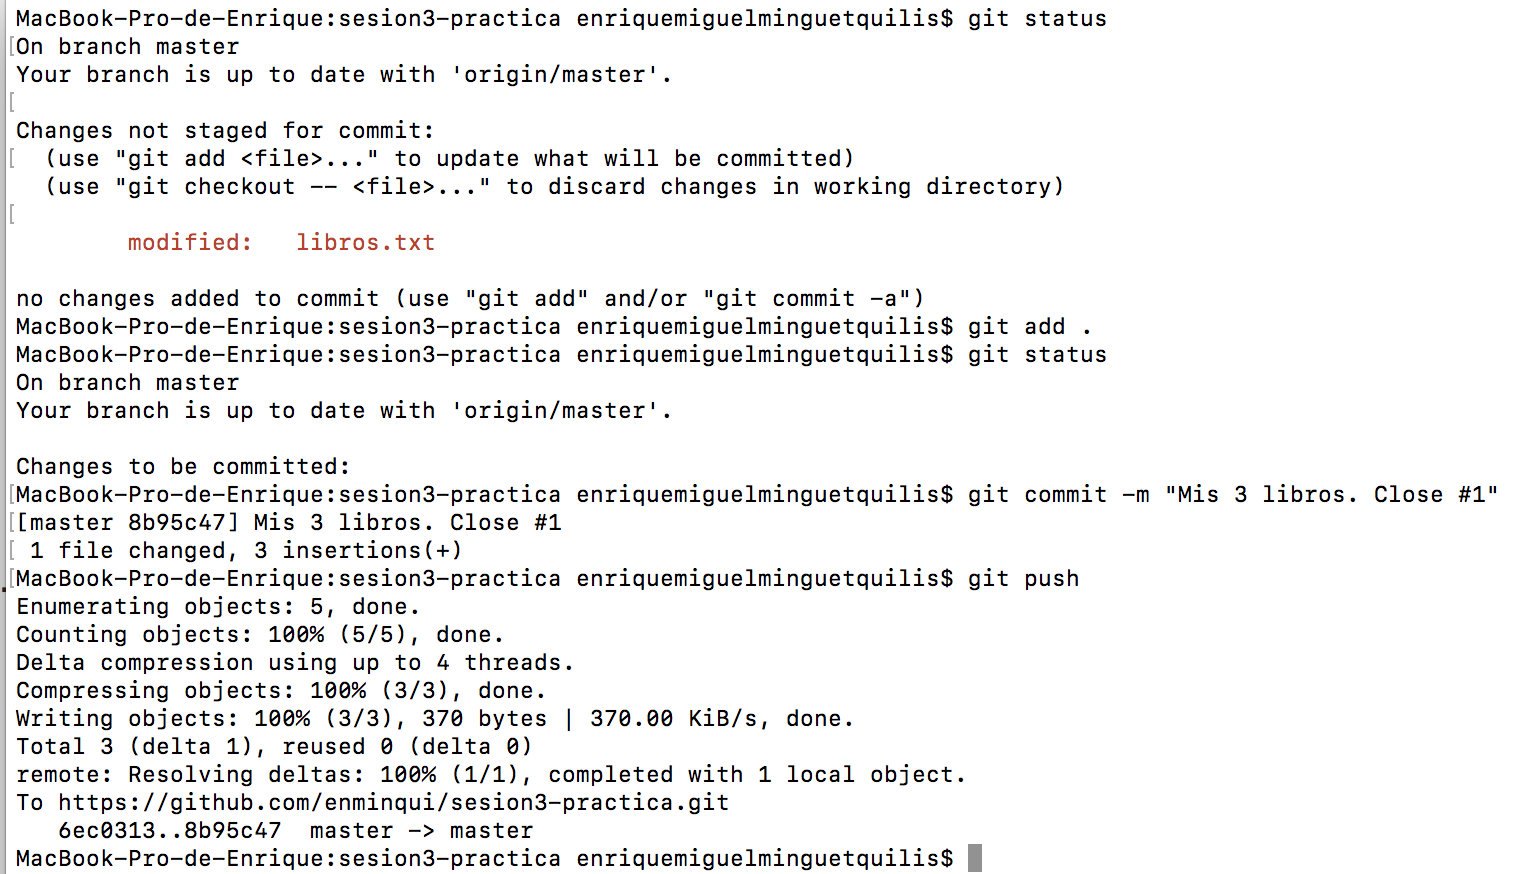 MacBook-Pro-de-Enrique:sesion3-practica enriquemiguelminguetquilis$ git status
[On branch master
Your branch is up to date with 'origin/master'.
[
Changes not staged for commit:
[  (use "git add <file>..." to update what will be committed)
  (use "git checkout -- <file>..." to discard changes in working directory)
[
        modified:   libros.txt

no changes added to commit (use "git add" and/or "git commit -a")
MacBook-Pro-de-Enrique:sesion3-practica enriquemiguelminguetquilis$ git add .
MacBook-Pro-de-Enrique:sesion3-practica enriquemiguelminguetquilis$ git status
On branch master
Your branch is up to date with 'origin/master'.

Changes to be committed:
[MacBook-Pro-de-Enrique:sesion3-practica enriquemiguelminguetquilis$ git commit -m "Mis 3 libros. Close #1"
[[master 8b95c47] Mis 3 libros. Close #1
[ 1 file changed, 3 insertions(+)
[MacBook-Pro-de-Enrique:sesion3-practica enriquemiguelminguetquilis$ git push
Enumerating objects: 5, done.
Counting objects: 100% (5/5), done.
Delta compression using up to 4 threads.
Compressing objects: 100% (3/3), done.
Writing objects: 100% (3/3), 370 bytes | 370.00 KiB/s, done.
Total 3 (delta 1), reused 0 (delta 0)
remote: Resolving deltas: 100% (1/1), completed with 1 local object.
To https://github.com/enminqui/sesion3-practica.git
   6ec0313..8b95c47  master -> master
MacBook-Pro-de-Enrique:sesion3-practica enriquemiguelminguetquilis$